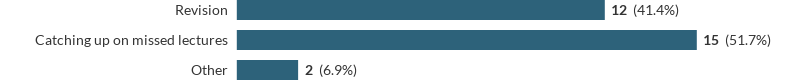 Revision 12 (41.4%)
Catching up on missed lectures 15 (51.7%)
Other 2 (6.9%)